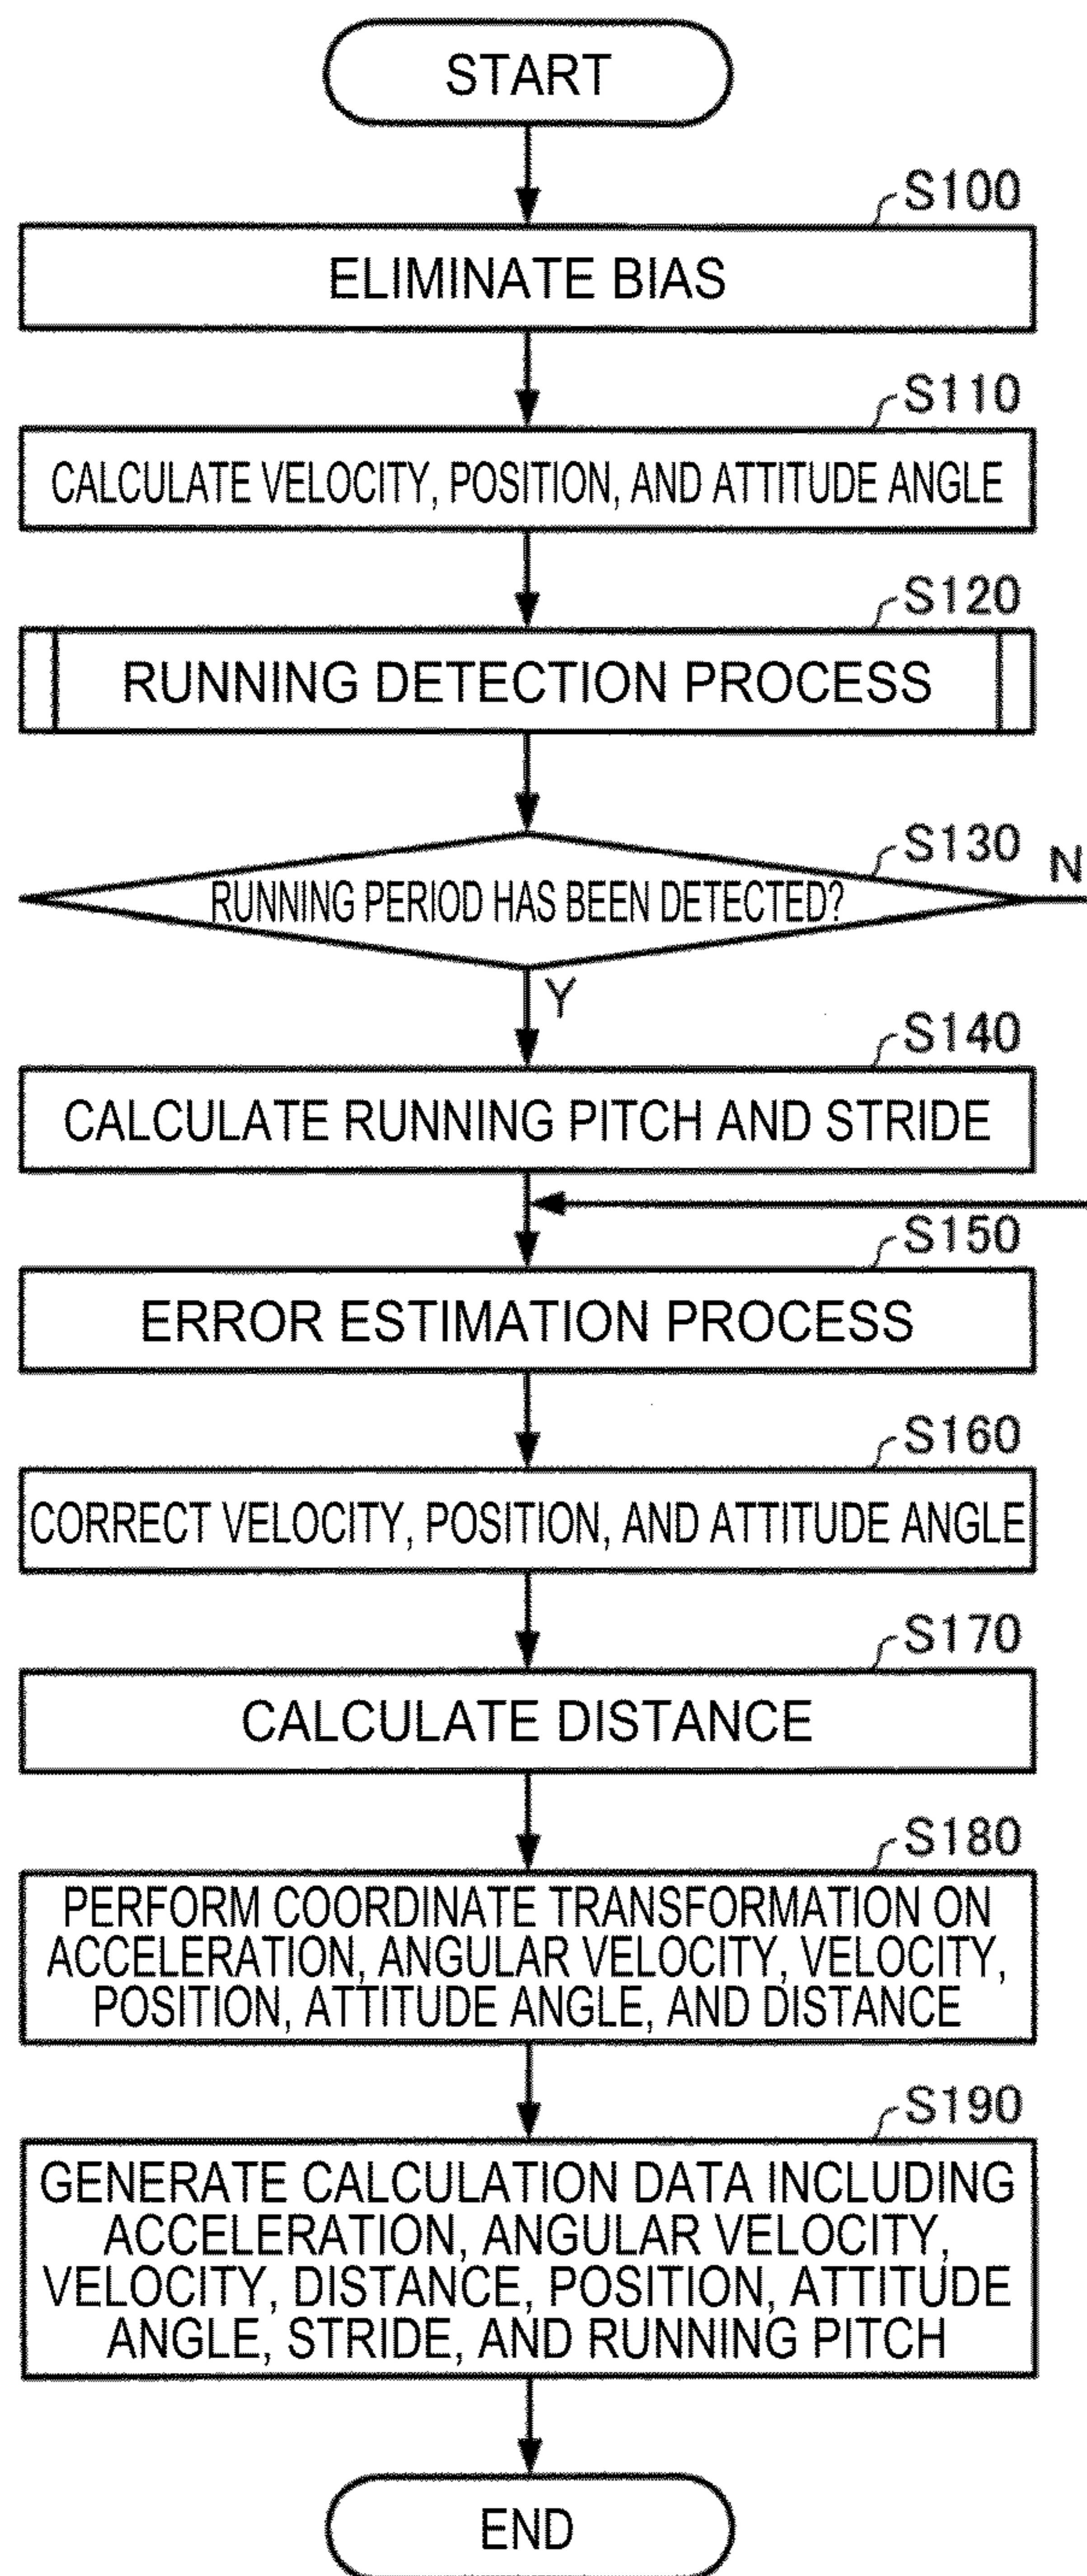 START
S100
ELIMINATE BIAS
S110
CALCULATE VELOCITY, POSITION, AND ATTITUDE ANGLE
S120
RUNNING DETECTION PROCESS
S130
N
RUNNING PERIOD HAS BEEN DETECTED?
Y
S140
CALCULATE RUNNING PITCH AND STRIDE
S150
ERROR ESTIMATION PROCESS
S160
CORRECT VELOCITY, POSITION, AND ATTITUDE ANGLE
S170
CALCULATE DISTANCE
S180
PERFORM COORDINATE TRANSFORMATION ON
ACCELERATION, ANGULAR VELOCITY, VELOCITY,
POSITION, ATTITUDE ANGLE, AND DISTANCE
S190
GENERATE CALCULATION DATA INCLUDING
ACCELERATION, ANGULAR VELOCITY,
VELOCITY, DISTANCE, POSITION, ATTITUDE
ANGLE, STRIDE, AND RUNNING PITCH
END